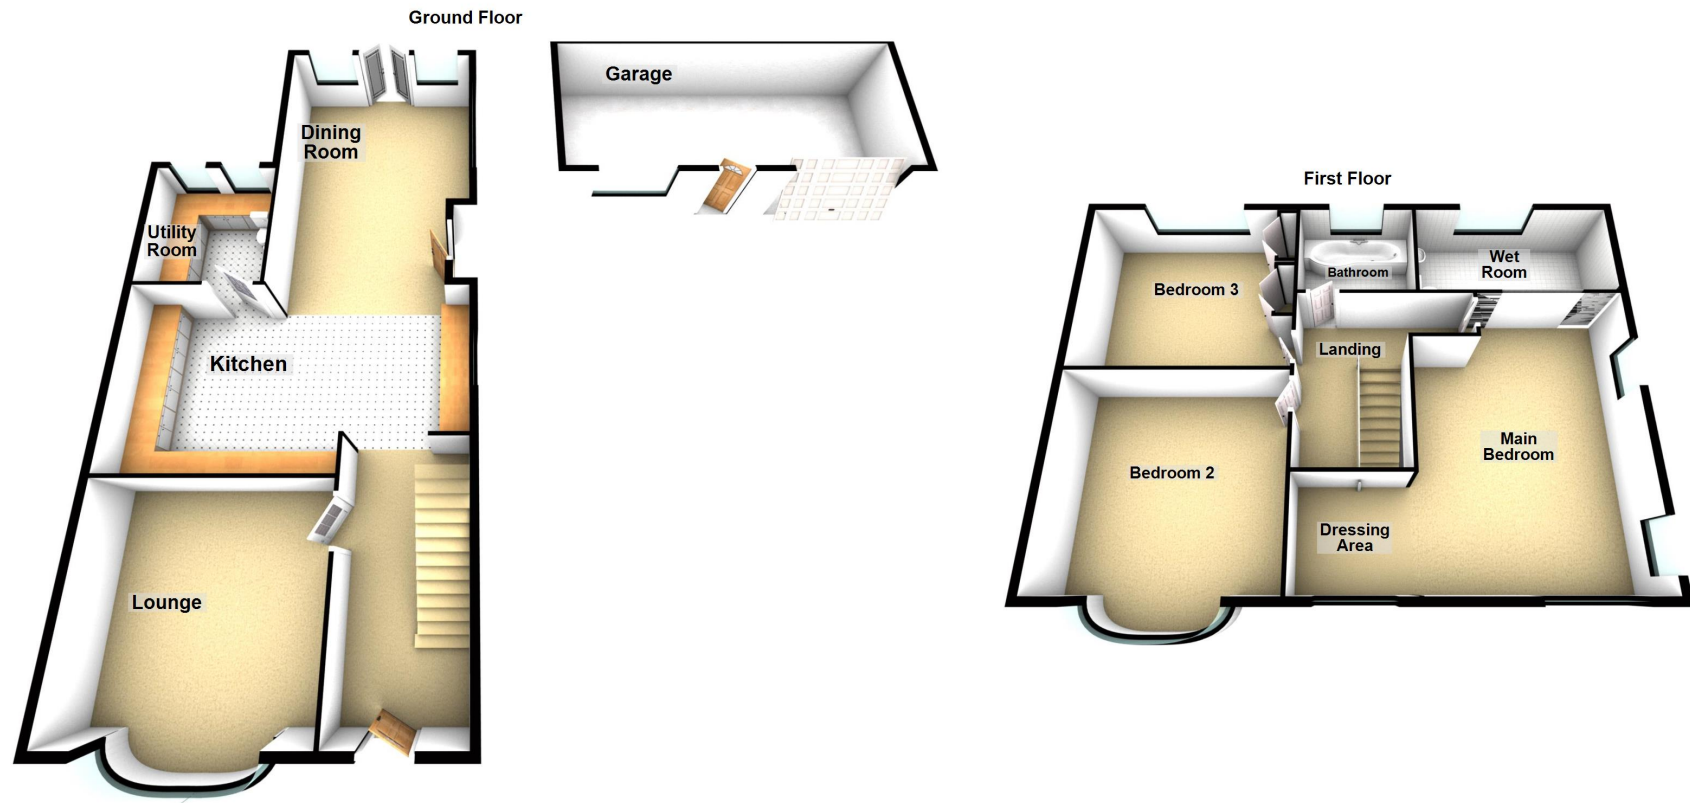 Ground Floor
Garage
Dining
Room
Utility
Room
Kitchen
Lounge
First Floor
Bedroom 3
Bathroom
Wet
Room
Landing
Bedroom 2
Main
Bedroom
Dressing
Area